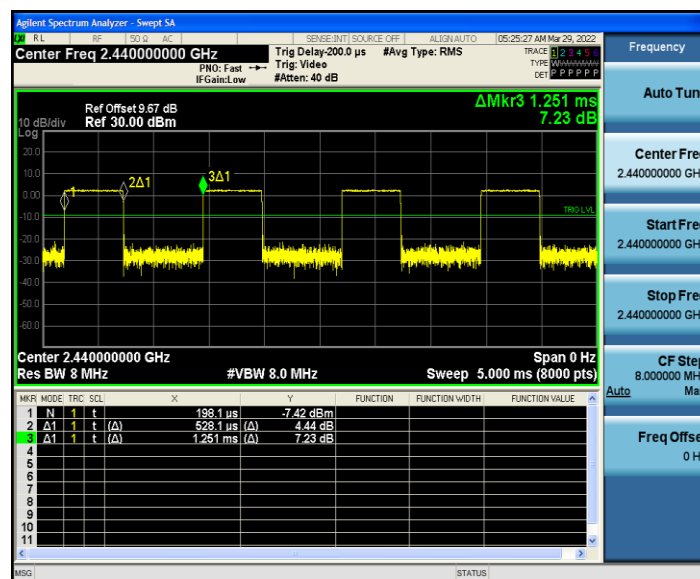 Agilent Spectrum Analyzer - Swept SA
RL RF 50 Ω AC SENSE:INT SOURCE OFF ALIGN AUTO 05:25:27 AM Mar 29, 2022
Center Freq 2.440000000 GHz
PNO: Fast
IFGain:Low
Trig Delay-200.0 µs #Avg Type: RMS
Trig: Video
#Atten: 40 dB
TRACE 1 2 3 4 5 6
TYPE
DET P P P P P P
ΔMkr3 1.251 ms
7.23 dB
Ref Offset 9.67 dB
10 dB/div Ref 30.00 dBm
Log
20.0
10.0
0.00
-10.0
-20.0
-30.0
-40.0
-50.0
-60.0
1
2Δ1
3Δ1
TRIG LVL
Center 2.440000000 GHz Span 0 Hz
Res BW 8 MHz #VBW 8.0 MHz Sweep 5.000 ms (8000 pts)
MKR MODE TRC SCL X Y FUNCTION FUNCTION WIDTH FUNCTION VALUE
1 N 1 t 198.1 µs -7.42 dBm
2 Δ1 1 t (Δ) 528.1 µs (Δ) 4.44 dB
3 Δ1 1 t (Δ) 1.251 ms (Δ) 7.23 dB
4
5
6
7
8
9
10
11
MSG STATUS
Frequency
Auto Tun
Center Fre
2.440000000 GH
Start Fre
2.440000000 GH
Stop Fre
2.440000000 GH
CF Ste
8.000000 MH
Auto Ma
Freq Offse
0 H